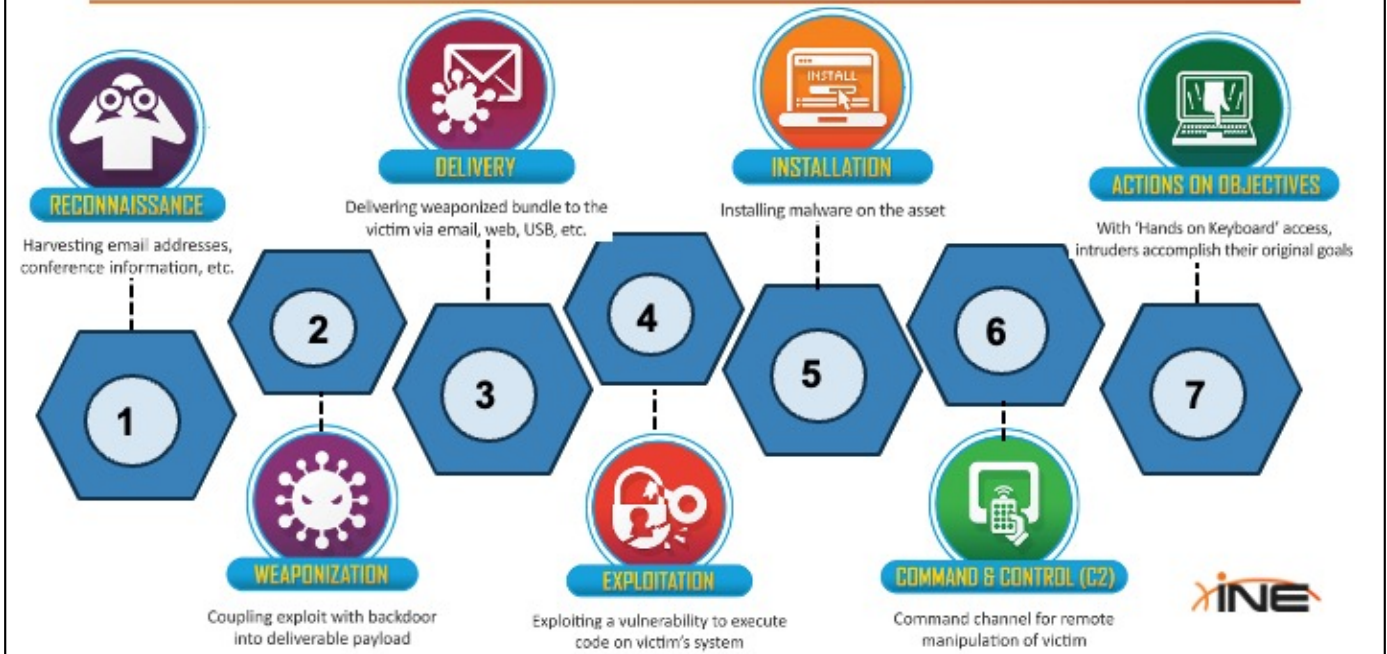 RECONNAISSANCE
Harvesting email addresses,
conference information, etc.
1
2
WEAPONIZATION
Coupling exploit with backdoor
into deliverable payload
DELIVERY
Delivering weaponized bundle to the
victim via email, web, USB, etc.
3
4
EXPLOITATION
Exploiting a vulnerability to execute
code on victim's system
INSTALL
INSTALLATION
Installing malware on the asset
5
6
COMMAND & CONTROL (C2)
Command channel for remote
manipulation of victim
ACTIONS ON OBJECTIVES
With 'Hands on Keyboard' access,
intruders accomplish their original goals
7
iNE